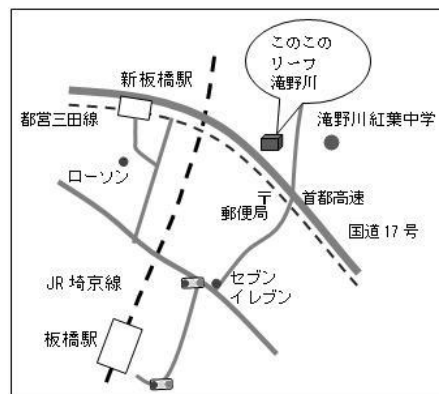 このこの
リーフ
滝野川
新板橋駅
都営三田線
滝野川紅葉中学
ローソン
〒
郵便局
首都高速
国道17号
JR埼京線
セブン
イレブン
板橋駅